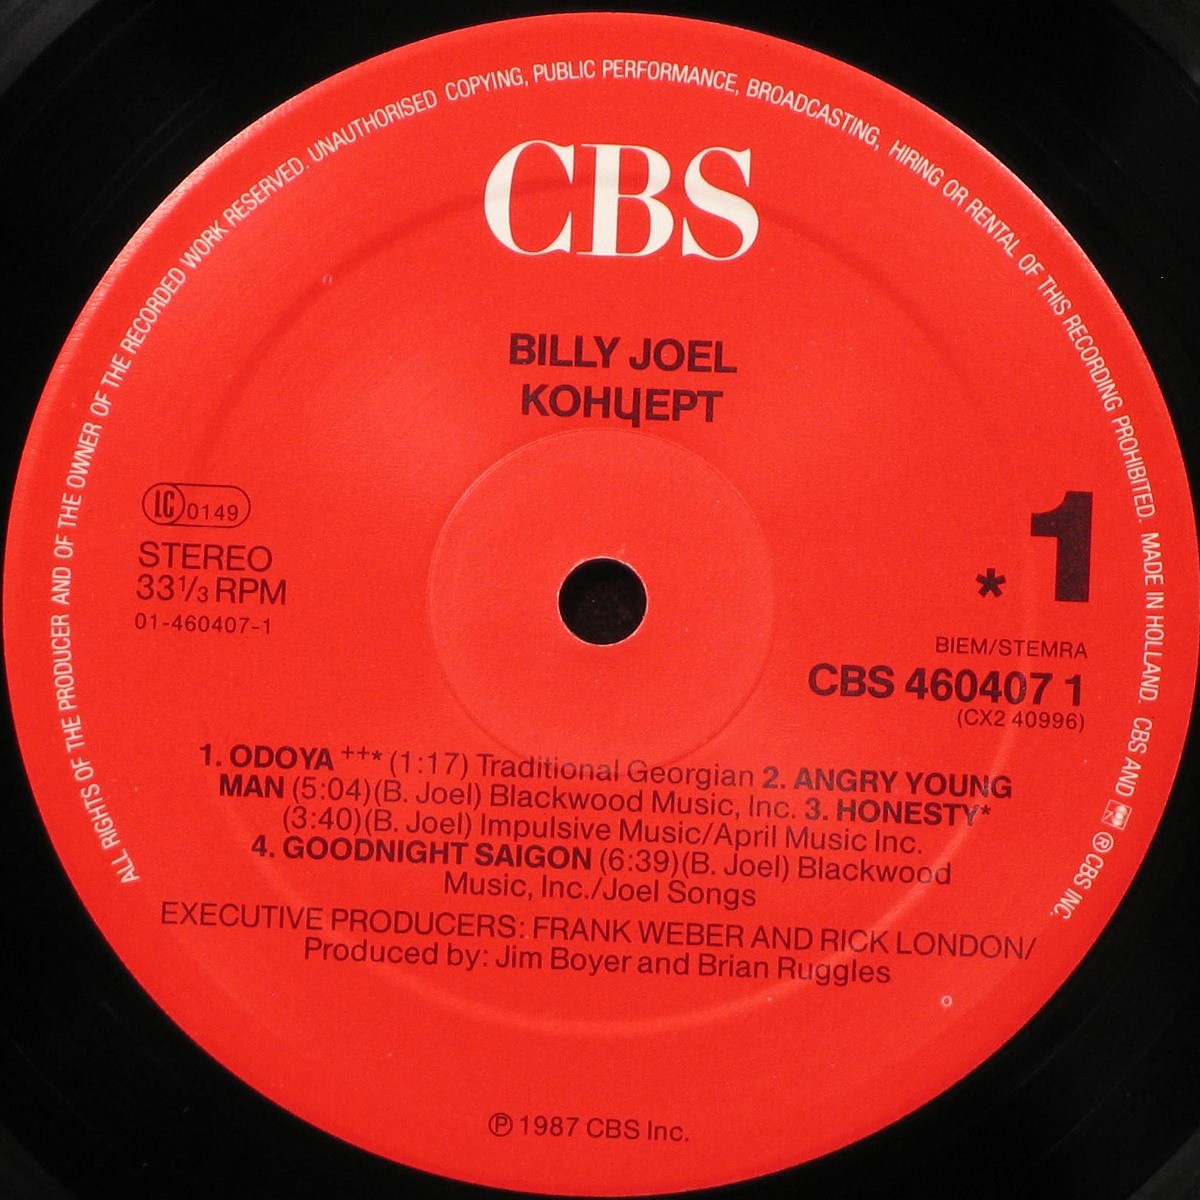 ALL RIGHTS OF THE PRODUCER AND OF THE OWNER OF THE RECORDED WORK RESERVED. UNAUTHORISED COPYING, PUBLIC PERFORMANCE, BROADCASTING, HIRING OR RENTAL OF THIS RECORDING PROHIBITED. MADE IN HOLLAND. CBS AND ® CBS INC.
CBS
BILLY JOEL
КОНЦЕРТ
LC 0149
STEREO
33 1/3 RPM
01-460407-1
* 1
BIEM/STEMRA
CBS 460407 1
(CX2 40996)
1. ODOYA ++* (1:17) Traditional Georgian 2. ANGRY YOUNG
MAN (5:04)(B. Joel) Blackwood Music, Inc. 3. HONESTY*
(3:40)(B. Joel) Impulsive Music/April Music Inc.
4. GOODNIGHT SAIGON (6:39)(B. Joel) Blackwood
Music, Inc./Joel Songs
EXECUTIVE PRODUCERS: FRANK WEBER AND RICK LONDON/
Produced by: Jim Boyer and Brian Ruggles
℗ 1987 CBS Inc.